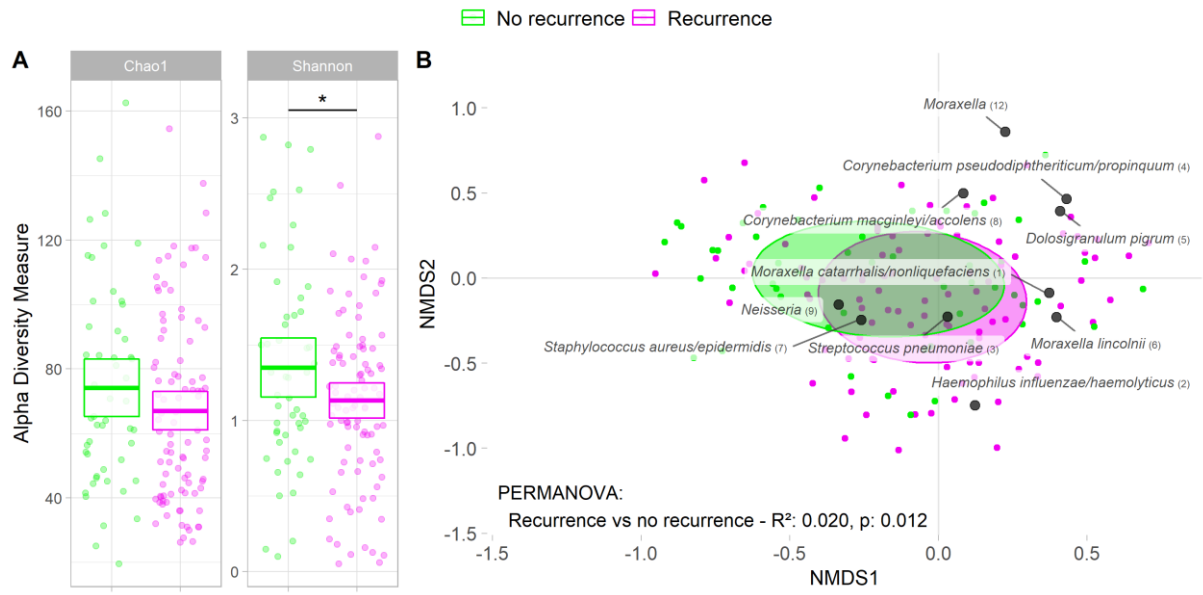 No recurrence Recurrence
A
Chao1 Shannon
Alpha Diversity Measure
160
120
80
40
*
3
2
1
0
B
NMDS2
1.0
0.5
0.0
-0.5
-1.0
-1.5
Moraxella (12)
Corynebacterium pseudodiphtheriticum/propinquum (4)
Corynebacterium macginleyi/accolens (8)
Dolosigranulum pigrum (5)
Moraxella catarrhalis/nonliquefaciens (1)
Neisseria (9)
Staphylococcus aureus/epidermidis (7)
Streptococcus pneumoniae (3)
Moraxella lincolnii (6)
Haemophilus influenzae/haemolyticus (2)
PERMANOVA:
Recurrence vs no recurrence - R²: 0.020, p: 0.012
-1.5 -1.0 -0.5 0.0 0.5
NMDS1